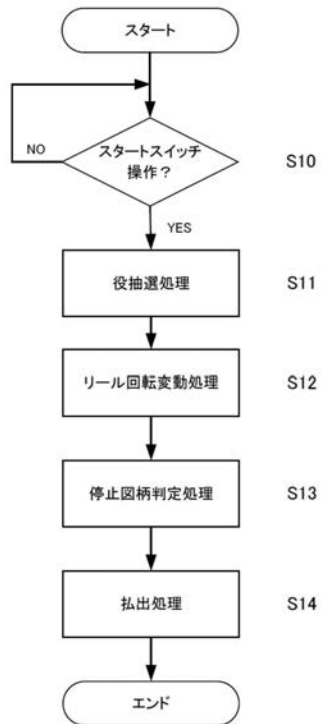 スタート
スタートスイッチ
操作？
S10
NO
YES
役抽選処理
S11
リール回転変動処理
S12
停止図柄判定処理
S13
払出処理
S14
エンド